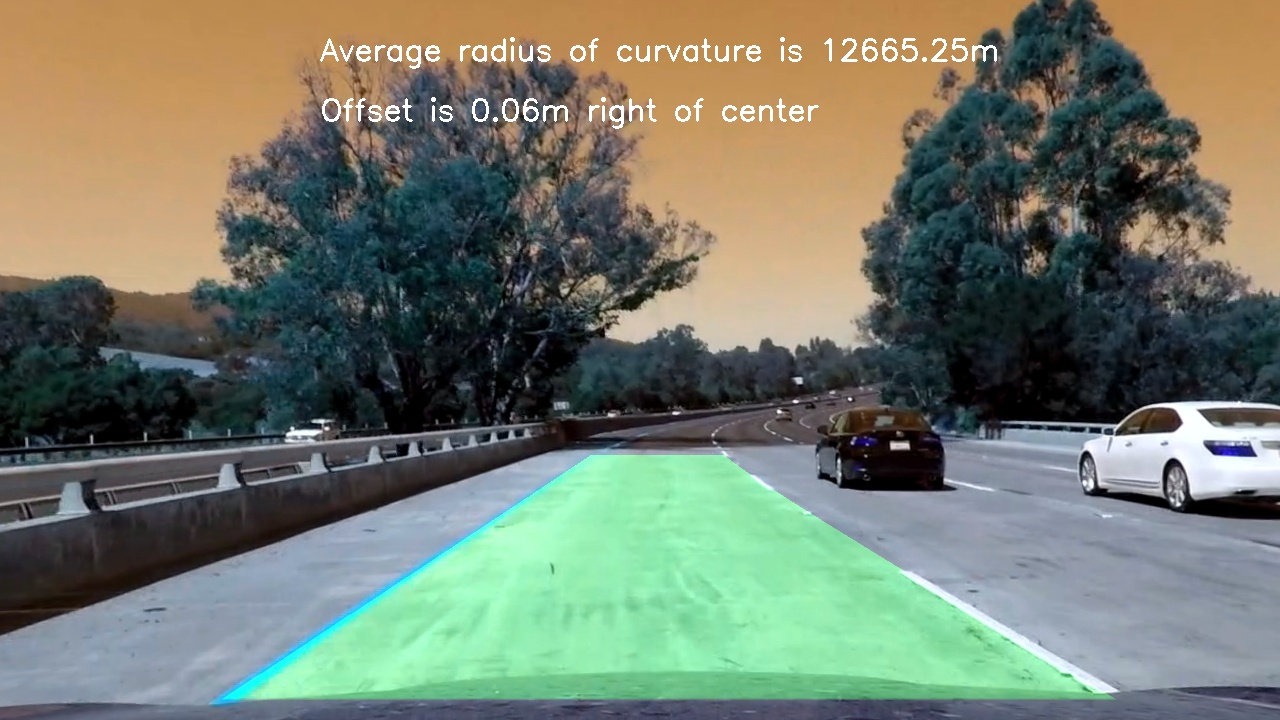 Average radius of curvature is 12665.25m
Offset is 0.06m right of center